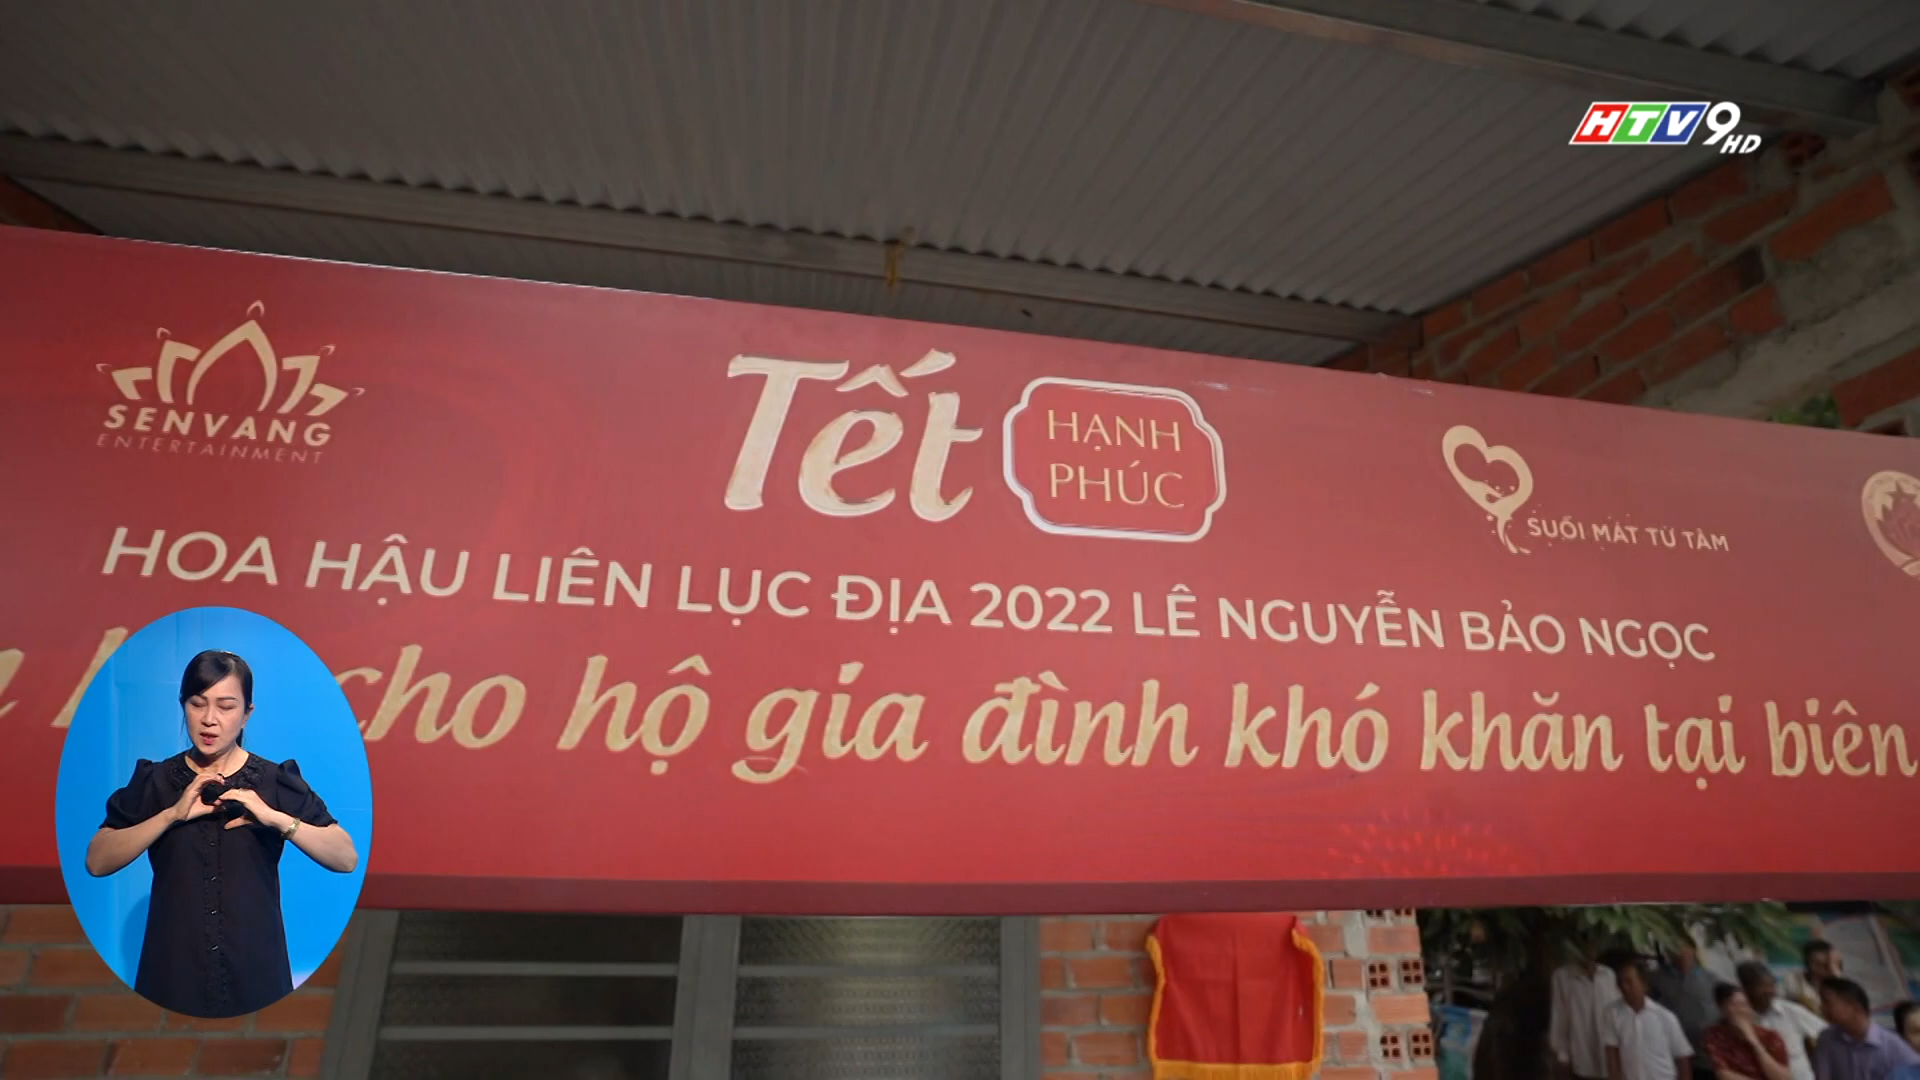 HTV9 HD
SENVANG
ENTERTAINMENT
Tết
HẠNH
PHÚC
SUỐI MÁT TỪ TÂM
HOA HẬU LIÊN LỤC ĐỊA 2022 LÊ NGUYỄN BẢO NGỌC
cho hộ gia đình khó khăn tại biên